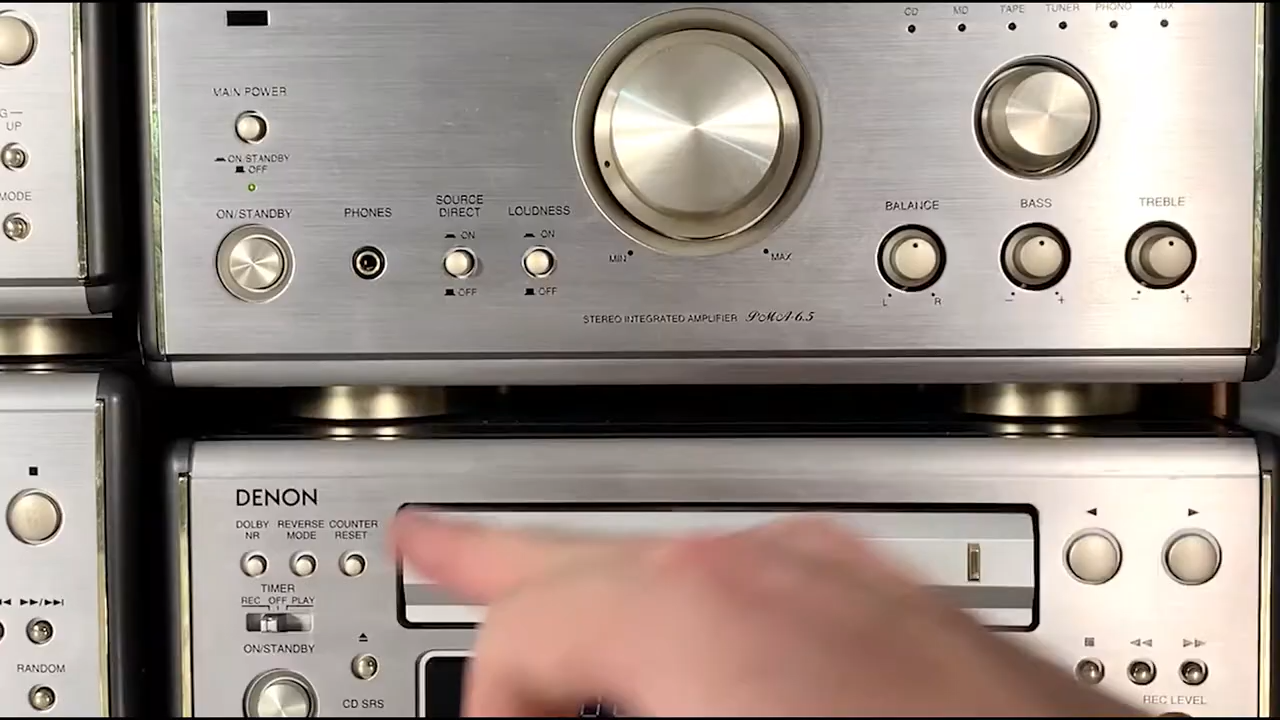 CD MD TAPE TUNER PHONO AUX
MAIN POWER
ON/STANDBY
OFF
G—
UP
MODE
ON/STANDBY
PHONES
SOURCE
DIRECT
ON
OFF
LOUDNESS
ON
OFF
MIN
MAX
BALANCE
L R
BASS
- +
TREBLE
- +
STEREO INTEGRATED AMPLIFIER PMA-6.5
DENON
DOLBY
NR
REVERSE
MODE
COUNTER
RESET
TIMER
REC OFF PLAY
ON/STANDBY
CD SRS
RANDOM
REC LEVEL